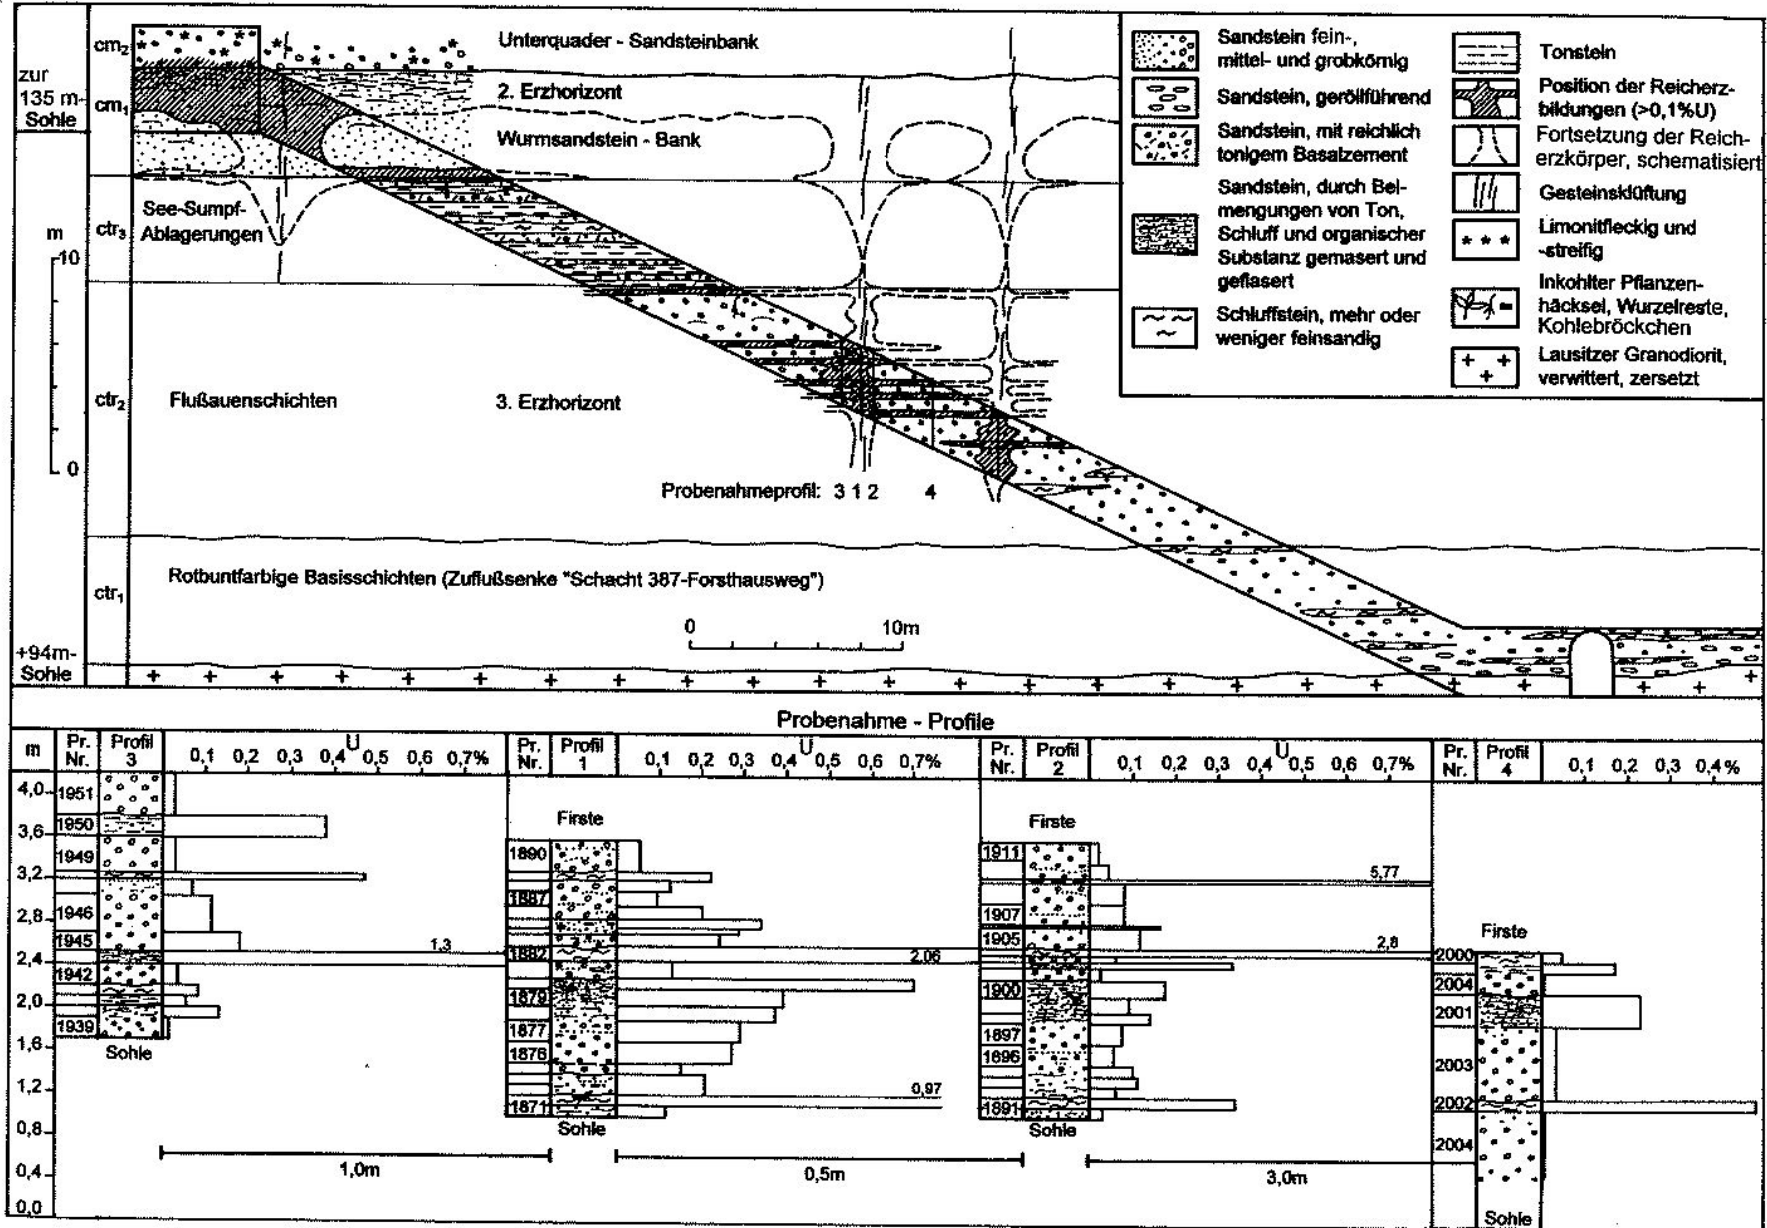 cm₂
Unterquader - Sandsteinbank
zur
135 m-
Sohle
cm₁
2. Erzhorizont
Wurmsandstein - Bank
See-Sumpf-
Ablagerungen
ctr₃
m
10
ctr₂
Flußauenschichten
3. Erzhorizont
0
Probenahmeprofil: 3 1 2 4
Rotbuntfarbige Basisschichten (Zuflußsenke "Schacht 387-Forsthausweg")
ctr₁
0 10m
+94m-
Sohle
Sandstein fein-,
mittel- und grobkörnig
Sandstein, geröllführend
Sandstein, mit reichlich
tonigem Basalzement
Sandstein, durch Bei-
mengungen von Ton,
Schluff und organischer
Substanz gemasert und
geflasert
Schluffstein, mehr oder
weniger feinsandig
Tonstein
Position der Reicherz-
bildungen (>0,1%U)
Fortsetzung der Reich-
erzkörper, schematisiert
Gesteinsklüftung
Limonitfleckig und
-streifig
Inkohlter Pflanzen-
häcksel, Wurzelreste,
Kohlebröckchen
Lausitzer Granodiorit,
verwittert, zersetzt
Probenahme - Profile
m
4,0
3,6
3,2
2,8
2,4
2,0
1,6
1,2
0,8
0,4
0,0
Pr.
Nr.
Profil
3
U
0,1 0,2 0,3 0,4 0,5 0,6 0,7%
1951
1950
1949
1946
1945
1,3
1942
1939
Sohle
1,0m
Pr.
Nr.
Profil
1
U
0,1 0,2 0,3 0,4 0,5 0,6 0,7%
Firste
1890
1887
1882
2,06
1879
1877
1876
0,97
1871
Sohle
0,5m
Pr.
Nr.
Profil
2
U
0,1 0,2 0,3 0,4 0,5 0,6 0,7%
Firste
1911
5,77
1907
1905
2,8
1900
1897
1896
1891
Sohle
3,0m
Pr.
Nr.
Profil
4
0,1 0,2 0,3 0,4%
Firste
2000
2004
2001
2003
2002
2004
Sohle